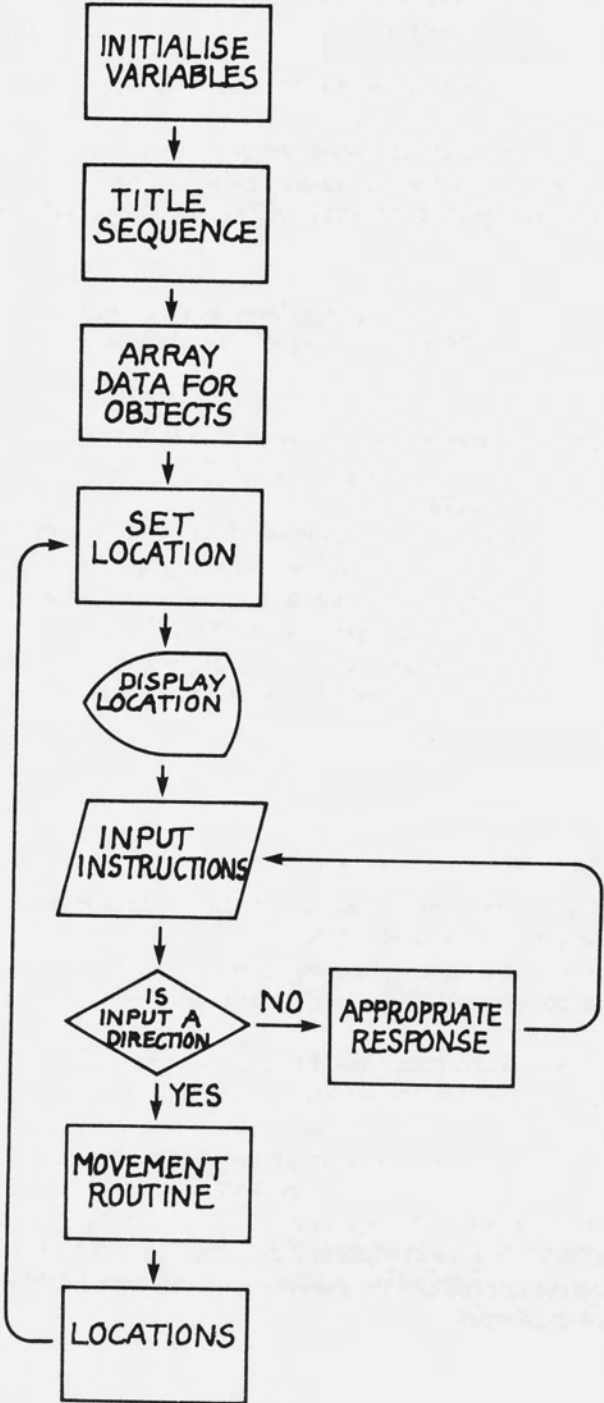 INITIALISE
VARIABLES
TITLE
SEQUENCE
ARRAY
DATA FOR
OBJECTS
SET
LOCATION
DISPLAY
LOCATION
INPUT
INSTRUCTIONS
IS
INPUT A
DIRECTION
NO
APPROPRIATE
RESPONSE
YES
MOVEMENT
ROUTINE
LOCATIONS